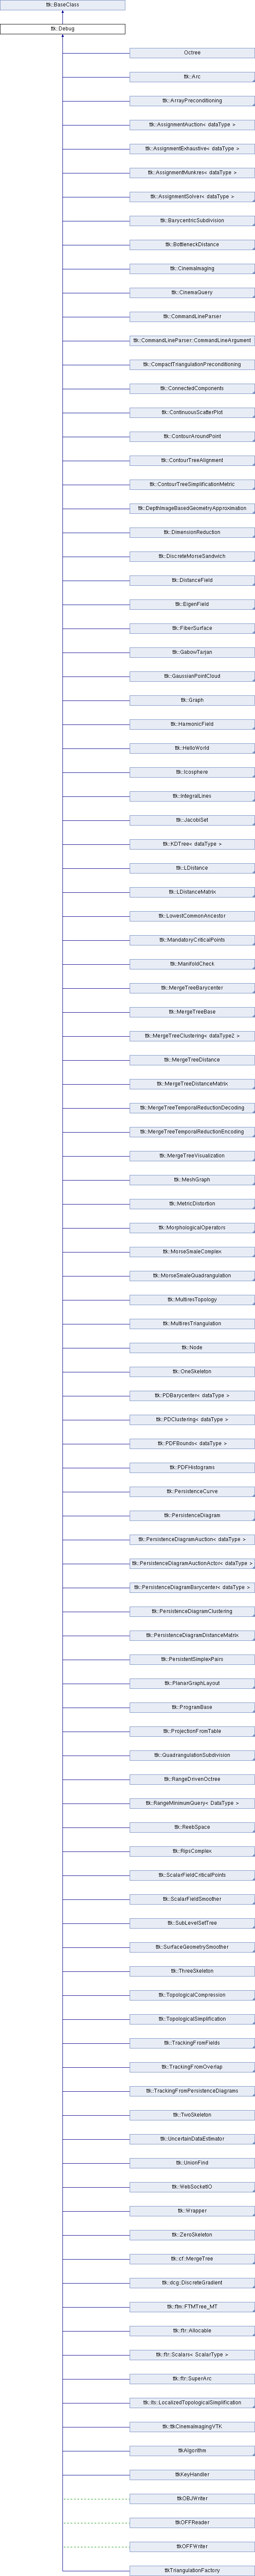 ttk::BaseClass
ttk::Debug
Octree
ttk::Arc
ttk::ArrayPreconditioning
ttk::AssignmentAuction< dataType >
ttk::AssignmentExhaustive< dataType >
ttk::AssignmentMunkres< dataType >
ttk::AssignmentSolver< dataType >
ttk::BarycentricSubdivision
ttk::BottleneckDistance
ttk::CinemaImaging
ttk::CinemaQuery
ttk::CommandLineParser
ttk::CommandLineParser::CommandLineArgument
ttk::CompactTriangulationPreconditioning
ttk::ConnectedComponents
ttk::ContinuousScatterPlot
ttk::ContourAroundPoint
ttk::ContourTreeAlignment
ttk::ContourTreeSimplificationMetric
ttk::DepthImageBasedGeometryApproximation
ttk::DimensionReduction
ttk::DiscreteMorseSandwich
ttk::DistanceField
ttk::EigenField
ttk::FiberSurface
ttk::GabowTarjan
ttk::GaussianPointCloud
ttk::Graph
ttk::HarmonicField
ttk::HelloWorld
ttk::Icosphere
ttk::IntegralLines
ttk::JacobiSet
ttk::KDTree< dataType >
ttk::LDistance
ttk::LDistanceMatrix
ttk::LowestCommonAncestor
ttk::MandatoryCriticalPoints
ttk::ManifoldCheck
ttk::MergeTreeBarycenter
ttk::MergeTreeBase
ttk::MergeTreeClustering< dataType2 >
ttk::MergeTreeDistance
ttk::MergeTreeDistanceMatrix
ttk::MergeTreeTemporalReductionDecoding
ttk::MergeTreeTemporalReductionEncoding
ttk::MergeTreeVisualization
ttk::MeshGraph
ttk::MetricDistortion
ttk::MorphologicalOperators
ttk::MorseSmaleComplex
ttk::MorseSmaleQuadrangulation
ttk::MultiresTopology
ttk::MultiresTriangulation
ttk::Node
ttk::OneSkeleton
ttk::PDBarycenter< dataType >
ttk::PDClustering< dataType >
ttk::PDFBounds< dataType >
ttk::PDFHistograms
ttk::PersistenceCurve
ttk::PersistenceDiagram
ttk::PersistenceDiagramAuction< dataType >
ttk::PersistenceDiagramAuctionActor< dataType >
ttk::PersistenceDiagramBarycenter< dataType >
ttk::PersistenceDiagramClustering
ttk::PersistenceDiagramDistanceMatrix
ttk::PersistentSimplexPairs
ttk::PlanarGraphLayout
ttk::ProgramBase
ttk::ProjectionFromTable
ttk::QuadrangulationSubdivision
ttk::RangeDrivenOctree
ttk::RangeMinimumQuery< DataType >
ttk::ReebSpace
ttk::RipsComplex
ttk::ScalarFieldCriticalPoints
ttk::ScalarFieldSmoother
ttk::SubLevelSetTree
ttk::SurfaceGeometrySmoother
ttk::ThreeSkeleton
ttk::TopologicalCompression
ttk::TopologicalSimplification
ttk::TrackingFromFields
ttk::TrackingFromOverlap
ttk::TrackingFromPersistenceDiagrams
ttk::TwoSkeleton
ttk::UncertainDataEstimator
ttk::UnionFind
ttk::WebSocketIO
ttk::Wrapper
ttk::ZeroSkeleton
ttk::cf::MergeTree
ttk::dcg::DiscreteGradient
ttk::ftm::FTMTree_MT
ttk::ftr::Allocable
ttk::ftr::Scalars< ScalarType >
ttk::ftr::SuperArc
ttk::lts::LocalizedTopologicalSimplification
ttk::ttkCinemaImagingVTK
ttkAlgorithm
ttkKeyHandler
ttkOBJWriter
ttkOFFReader
ttkOFFWriter
ttkTriangulationFactory